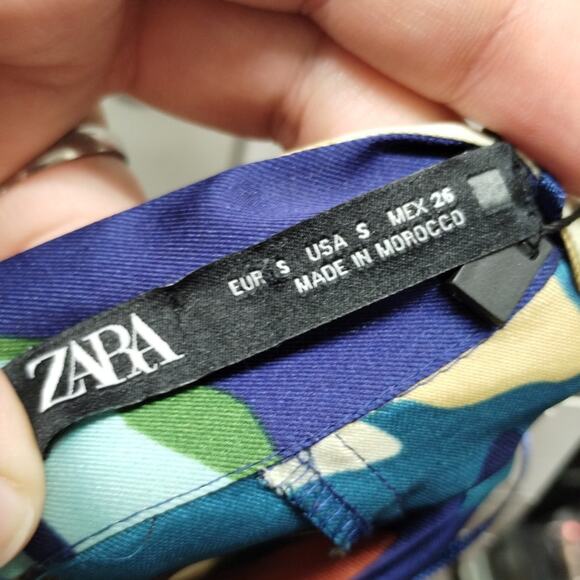 ZARA
EUR S USA S MEX 26
MADE IN MOROCCO